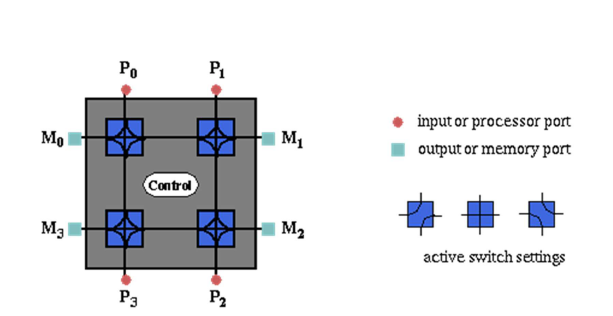 P0 P1
M0 M1
input or processor port
output or memory port
Control
M3 M2
active switch settings
P3 P2